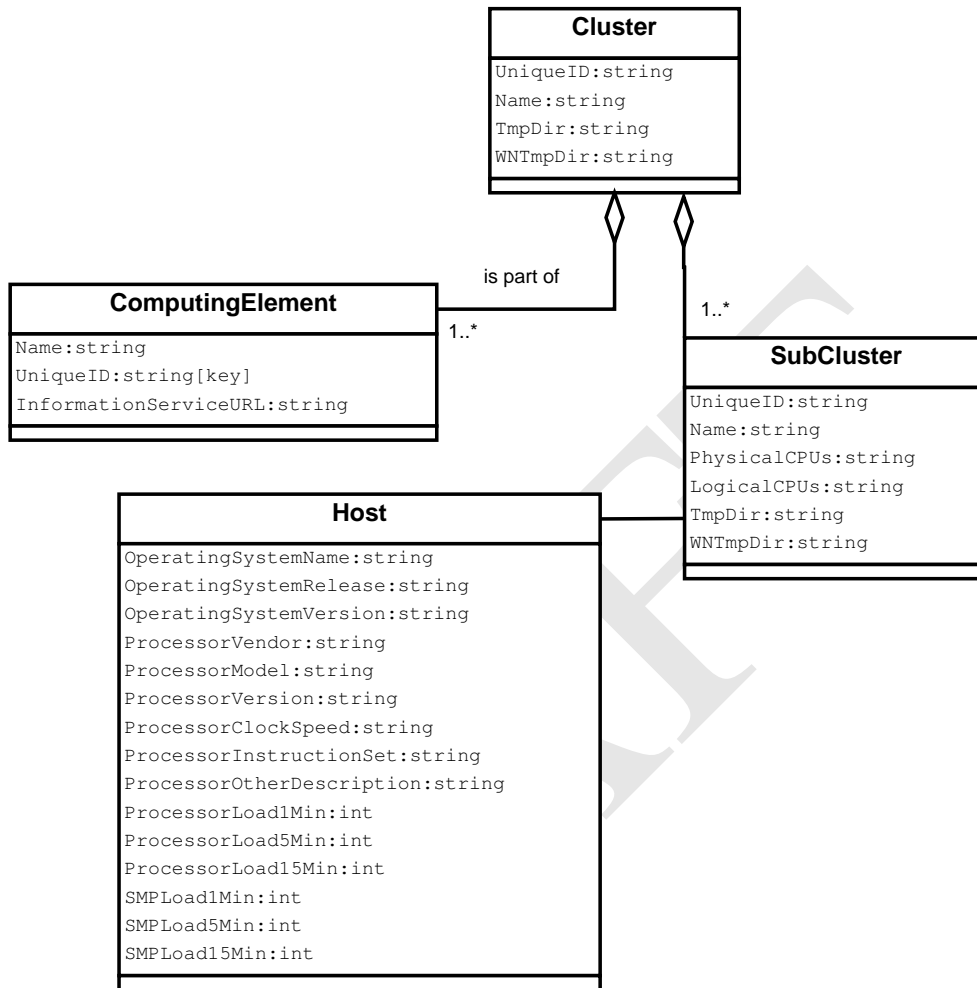 Cluster
UniqueID:string
Name:string
TmpDir:string
WNTmpDir:string
is part of
1..*
1..*
ComputingElement
Name:string
UniqueID:string[key]
InformationServiceURL:string
SubCluster
UniqueID:string
Name:string
PhysicalCPUs:string
LogicalCPUs:string
TmpDir:string
WNTmpDir:string
Host
OperatingSystemName:string
OperatingSystemRelease:string
OperatingSystemVersion:string
ProcessorVendor:string
ProcessorModel:string
ProcessorVersion:string
ProcessorClockSpeed:string
ProcessorInstructionSet:string
ProcessorOtherDescription:string
ProcessorLoad1Min:int
ProcessorLoad5Min:int
ProcessorLoad15Min:int
SMPLoad1Min:int
SMPLoad5Min:int
SMPLoad15Min:int